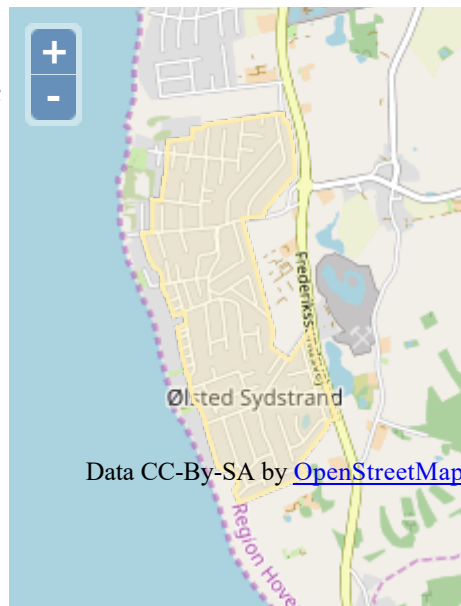 +
-
Frederikss
Ølsted Sydstrand
Data CC-By-SA by OpenStreetMap
Region Hove